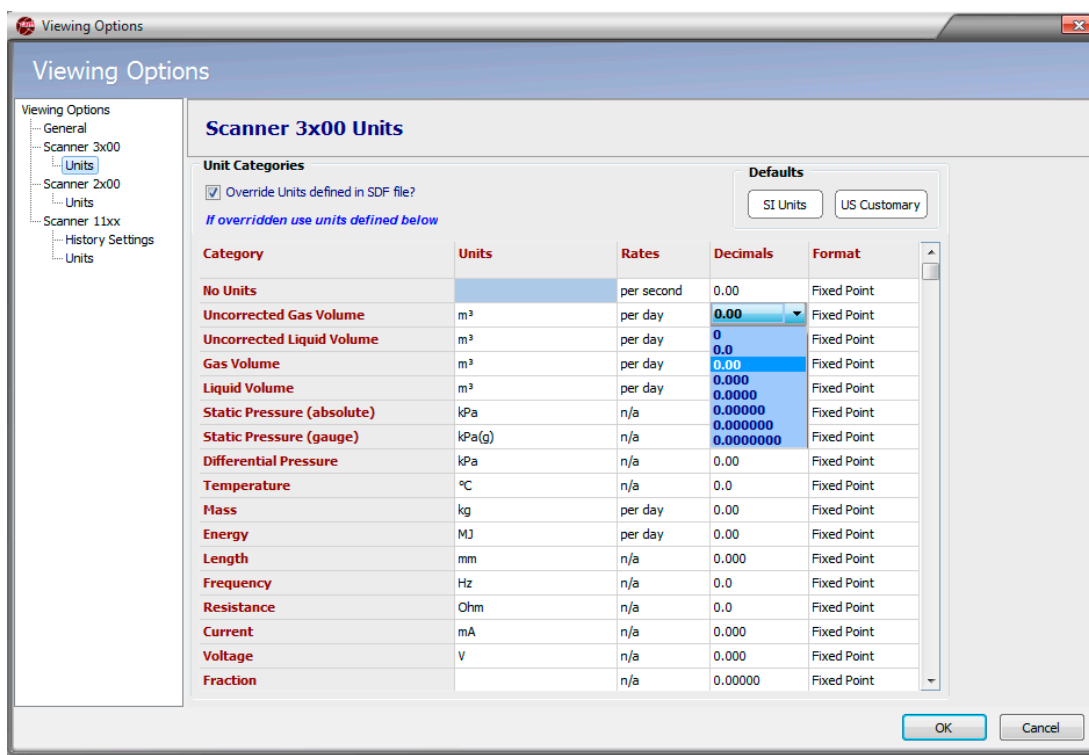 Viewing Options
Viewing Options
Viewing Options
General
Scanner 3x00
Units
Scanner 2x00
Units
Scanner 11xx
History Settings
Units
Scanner 3x00 Units
Unit Categories
Override Units defined in SDF file?
If overridden use units defined below
Defaults
SI Units US Customary
Category Units Rates Decimals Format
No Units per second 0.00 Fixed Point
Uncorrected Gas Volume m³ per day 0.00 Fixed Point
Uncorrected Liquid Volume m³ per day Fixed Point
Gas Volume m³ per day Fixed Point
Liquid Volume m³ per day Fixed Point
Static Pressure (absolute) kPa n/a Fixed Point
Static Pressure (gauge) kPa(g) n/a Fixed Point
0
0.0
0.00
0.000
0.0000
0.00000
0.000000
0.0000000
Differential Pressure kPa n/a 0.00 Fixed Point
Temperature ºC n/a 0.0 Fixed Point
Mass kg per day 0.00 Fixed Point
Energy MJ per day 0.00 Fixed Point
Length mm n/a 0.000 Fixed Point
Frequency Hz n/a 0.0 Fixed Point
Resistance Ohm n/a 0.0 Fixed Point
Current mA n/a 0.000 Fixed Point
Voltage V n/a 0.000 Fixed Point
Fraction n/a 0.00000 Fixed Point
OK Cancel